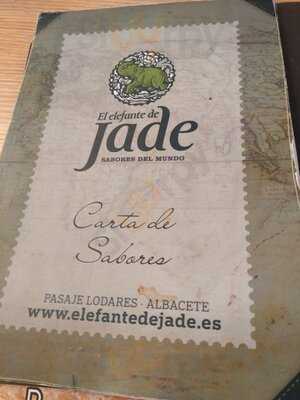 El elefante de
Jade
SABORES DEL MUNDO
Carta de
Sabores
PASAJE LODARES · ALBACETE
www.elefantedejade.es